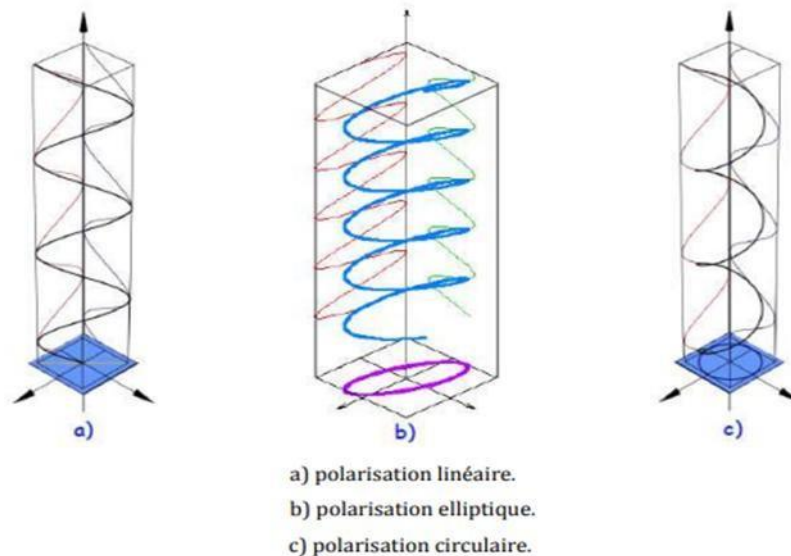 a)
b)
c)
a) polarisation linéaire.
b) polarisation elliptique.
c) polarisation circulaire.